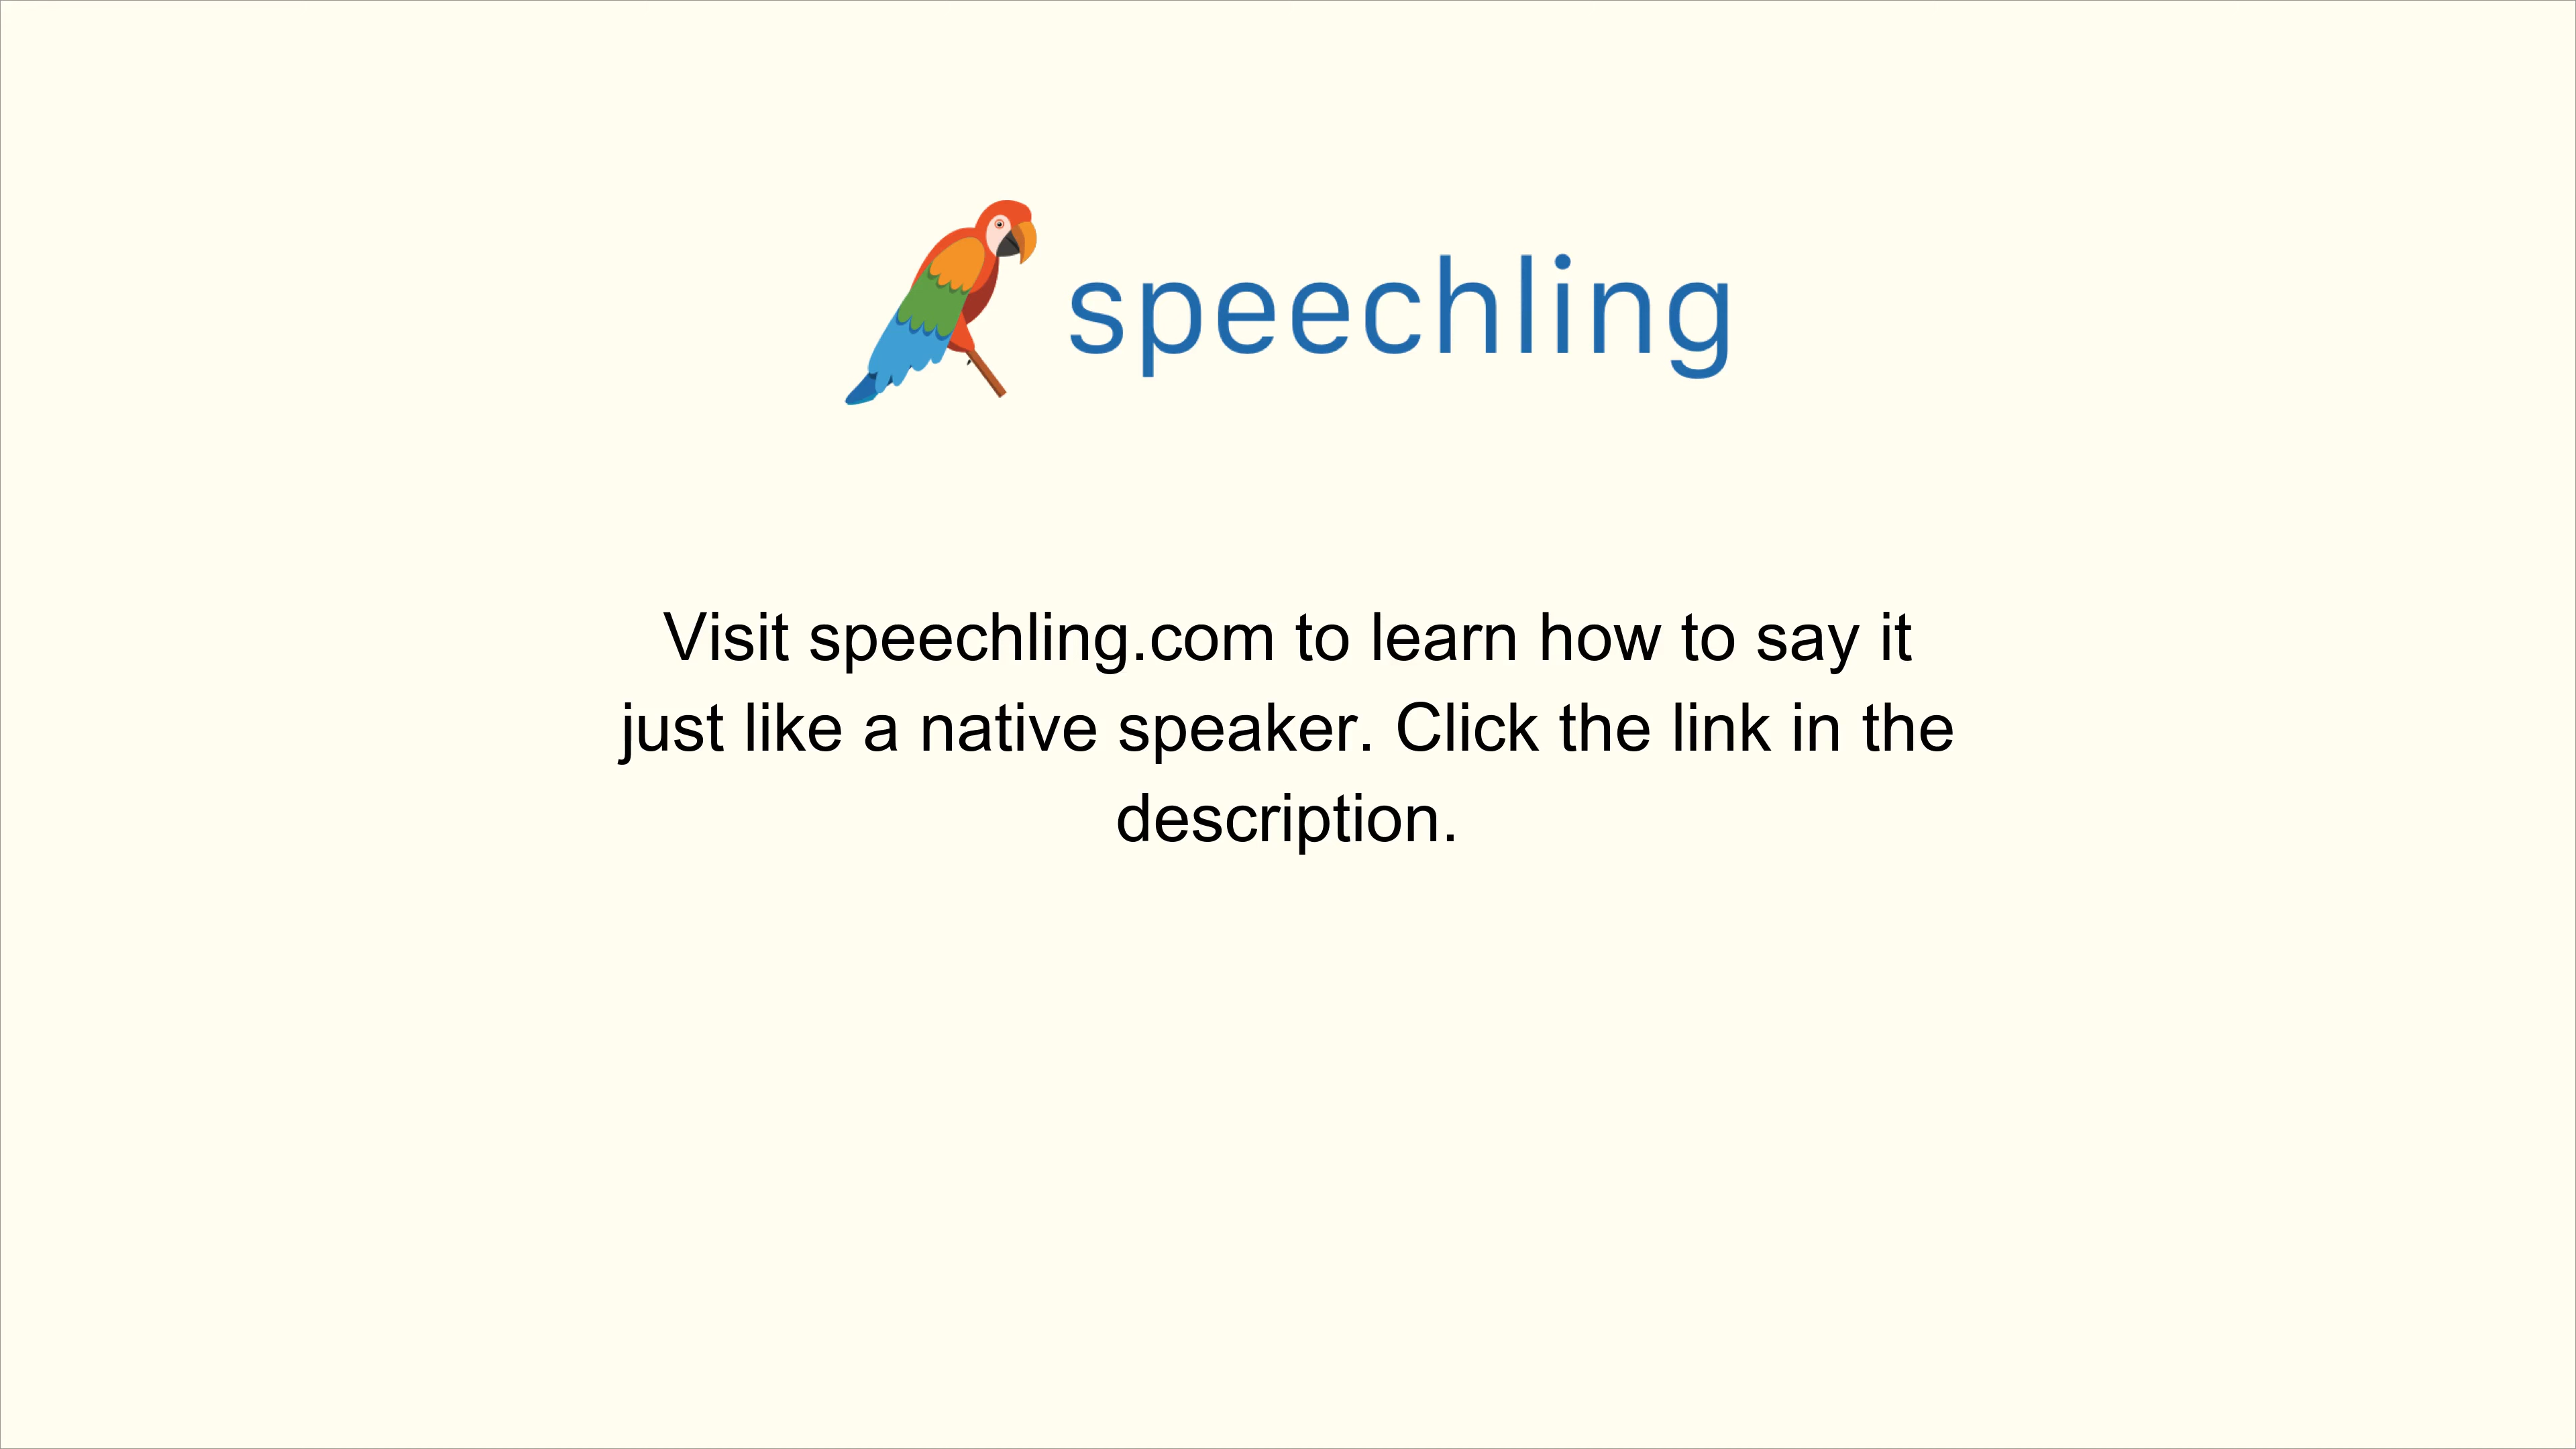 speechling
Visit speechling.com to learn how to say it
just like a native speaker. Click the link in the
description.